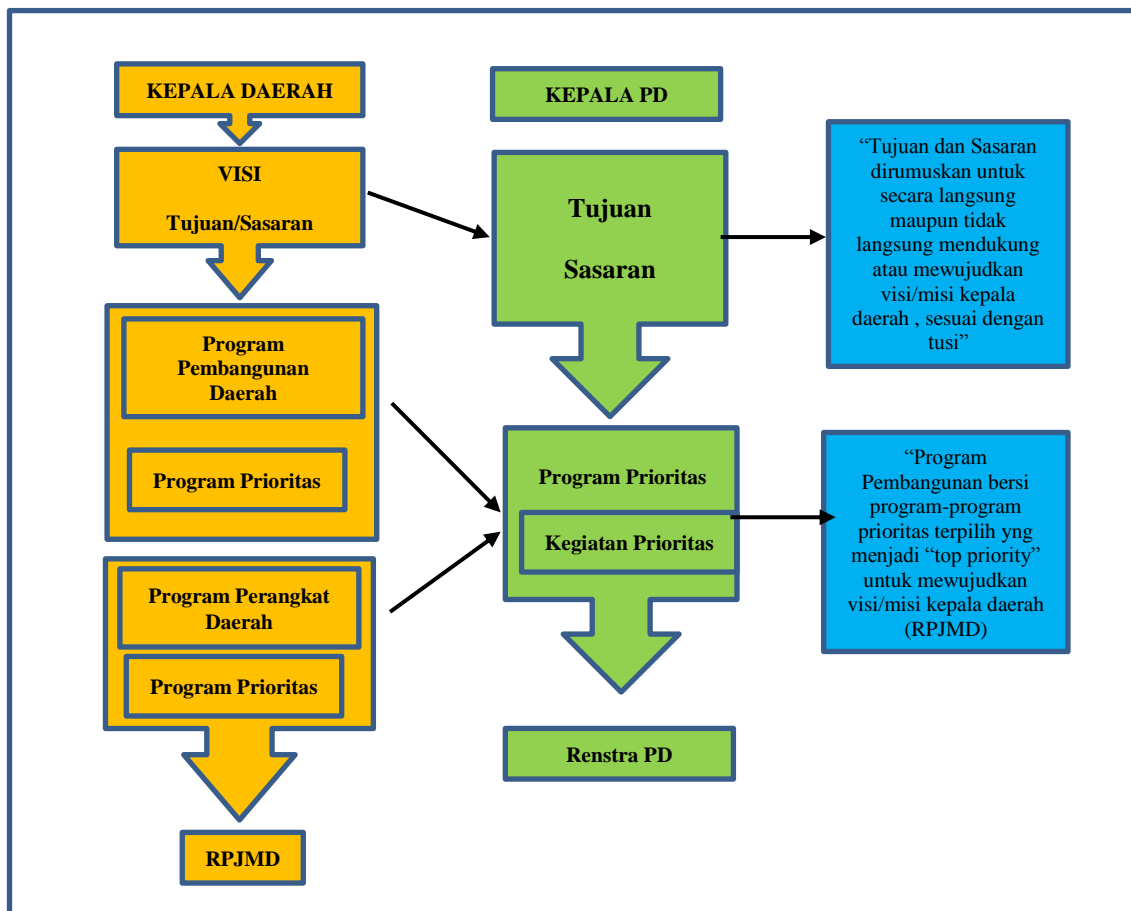 KEPALA DAERAH
VISI
Tujuan/Sasaran
Program
Pembangunan
Daerah
Program Prioritas
Program Perangkat
Daerah
Program Prioritas
RPJMD
KEPALA PD
Tujuan
Sasaran
Program Prioritas
Kegiatan Prioritas
Renstra PD
“Tujuan dan Sasaran
dirumuskan untuk
secara langsung
maupun tidak
langsung mendukung
atau mewujudkan
visi/misi kepala
daerah , sesuai dengan
tusi”
“Program
Pembangunan bersi
program-program
prioritas terpilih yng
menjadi “top priority”
untuk mewujudkan
visi/misi kepala daerah
(RPJMD)